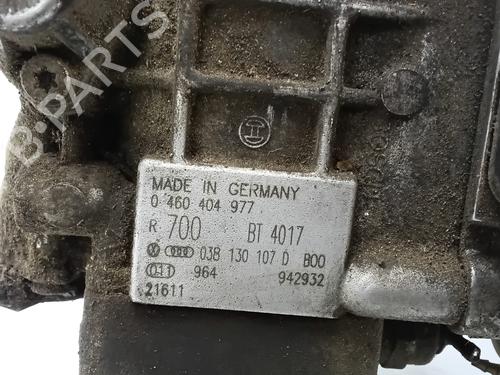 B-PARTS
MADE IN GERMANY
0 460 404 977
R 700 BT 4017
038 130 107 D B00
964 942932
21611